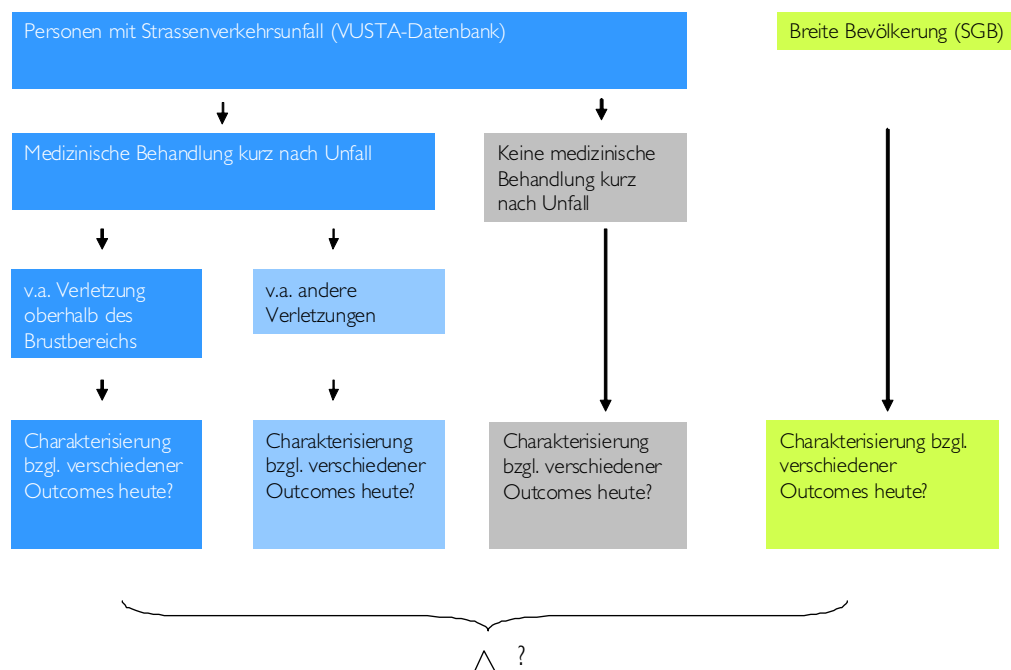 Personen mit Strassenverkehrsunfall (VUSTA-Datenbank)
Breite Bevölkerung (SGB)
Medizinische Behandlung kurz nach Unfall
Keine medizinische
Behandlung kurz
nach Unfall
v.a. Verletzung
oberhalb des
Brustbereichs
v.a. andere
Verletzungen
Charakterisierung
bzgl. verschiedener
Outcomes heute?
Charakterisierung
bzgl. verschiedener
Outcomes heute?
Charakterisierung
bzgl. verschiedener
Outcomes heute?
Charakterisierung bzgl.
verschiedener
Outcomes heute?
?